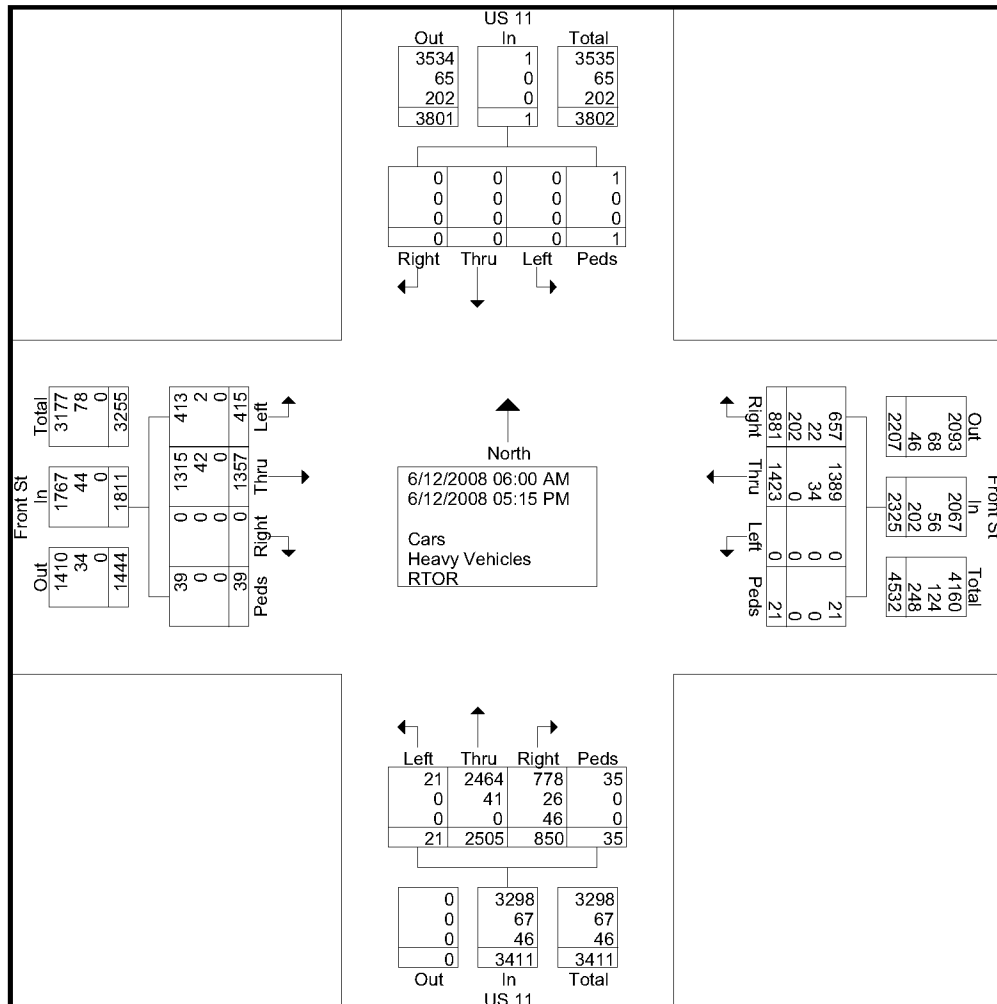 US 11
Out In Total
3534 1 3535
65 0 65
202 0 202
3801 1 3802
0 0 0 1
0 0 0 0
0 0 0 0
0 0 0 1
Right Thru Left Peds
Front St
Total In Out
3177 1767 1410
78 44 34
0 0 0
3255 1811 1444
Left Thru Right Peds
413 1315 0 39
2 42 0 0
0 0 0 0
415 1357 0 39
North
6/12/2008 06:00 AM
6/12/2008 05:15 PM
Cars
Heavy Vehicles
RTOR
Right Thru Left Peds
657 1389 0 21
22 34 0 0
202 0 0 0
881 1423 0 21
Out In Total
2093 2067 4160
68 56 124
46 202 248
2207 2325 4532
Front St
Left Thru Right Peds
21 2464 778 35
0 41 26 0
0 0 46 0
21 2505 850 35
0 3298 3298
0 67 67
0 46 46
0 3411 3411
Out In Total
US 11